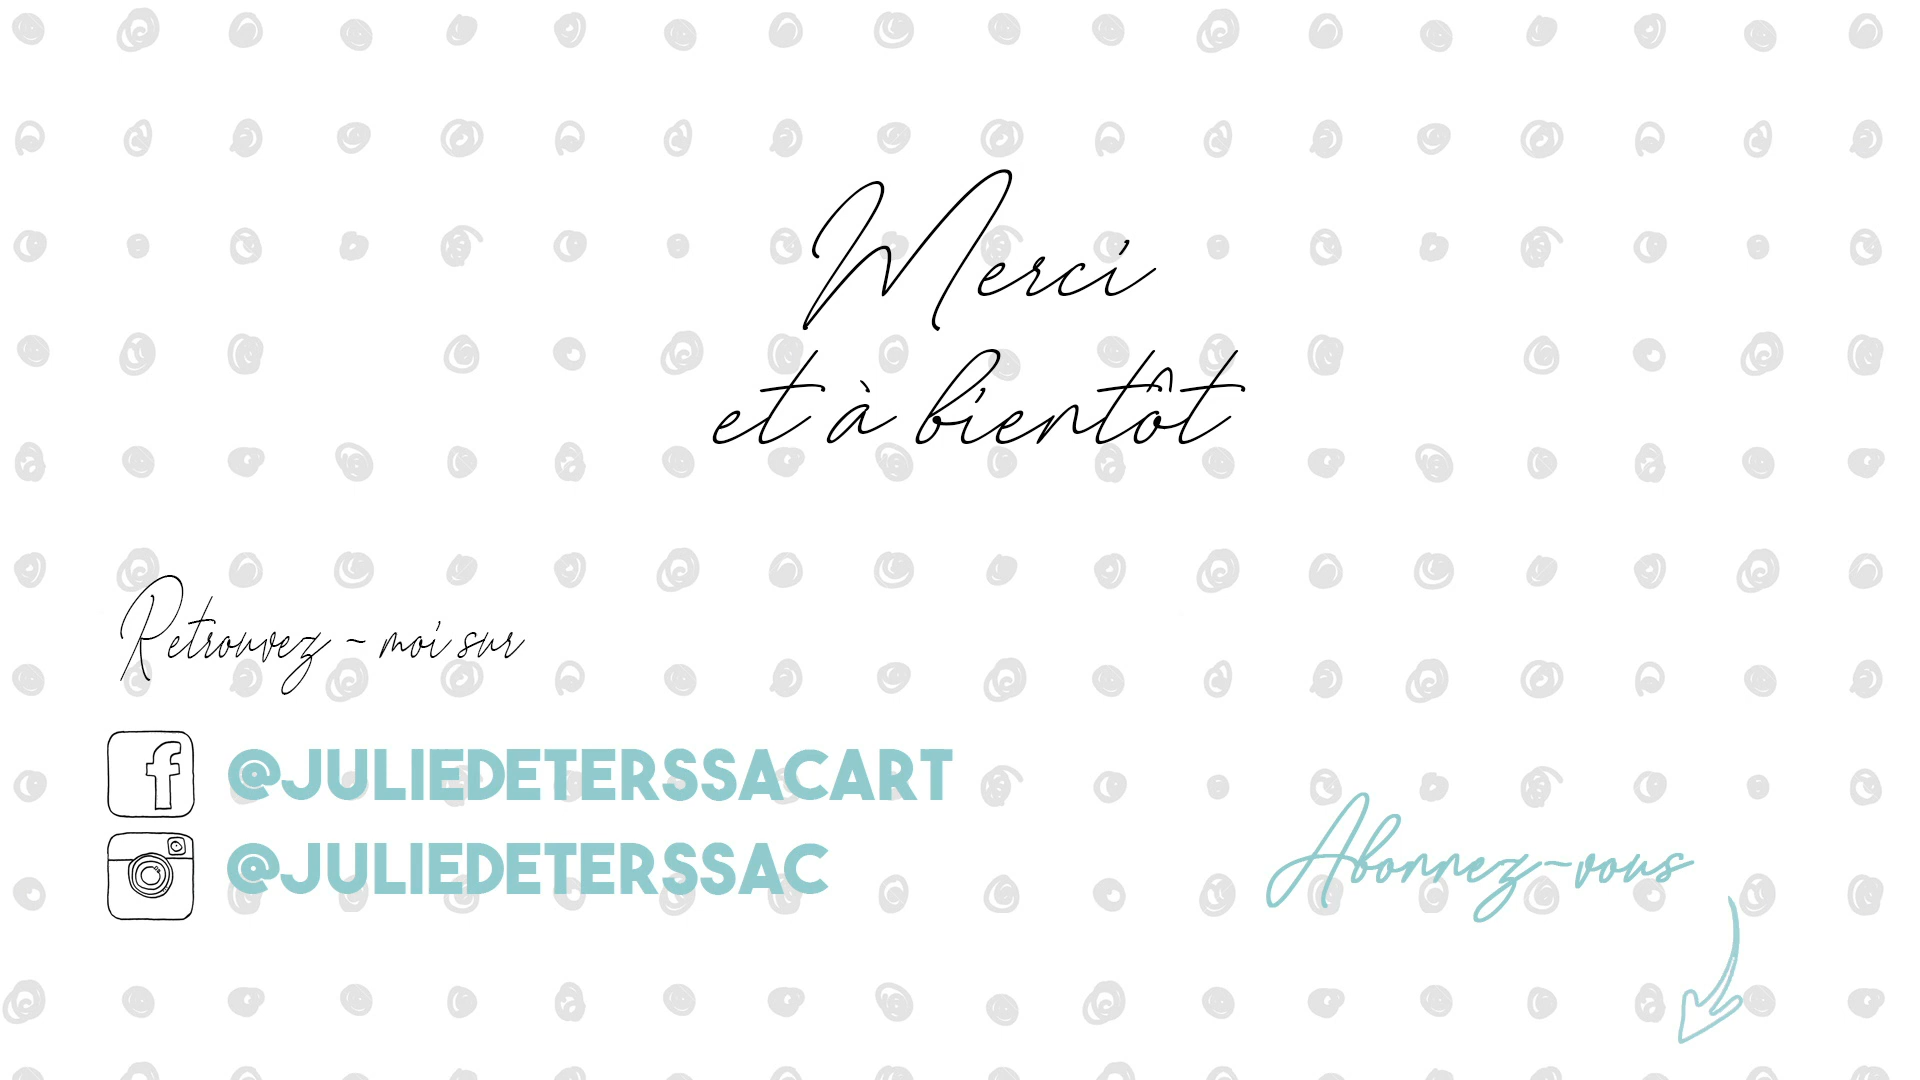 Merci
et à bientôt
Retrouvez-moi sur
@JULIEDETERSSACART
@JULIEDETERSSAC
Abonnez-vous